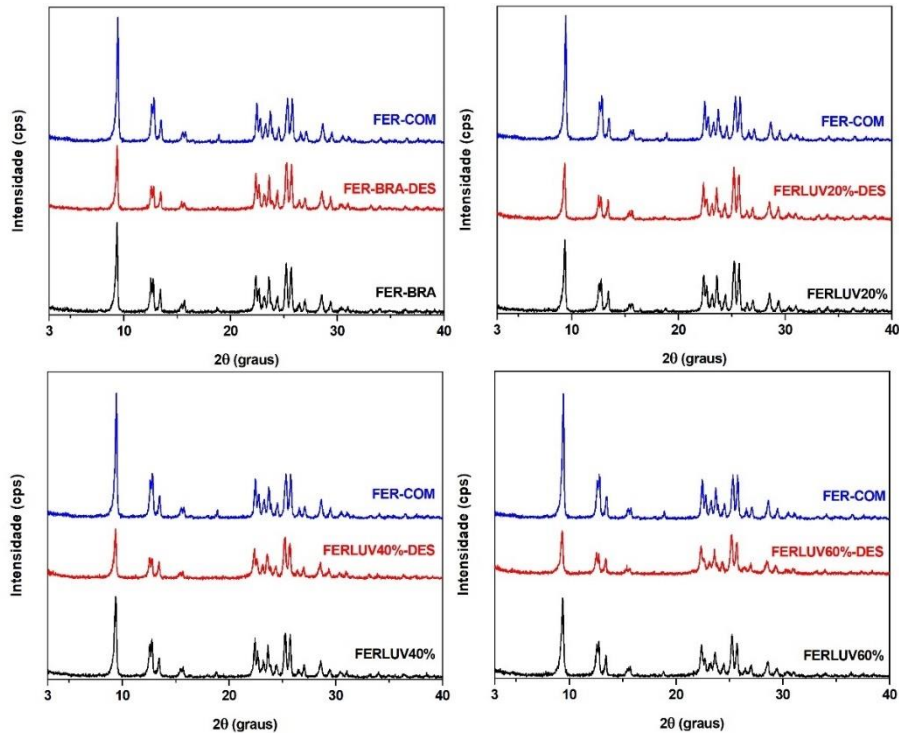 Intensidade (cps)
FER-COM
FER-BRA-DES
FER-BRA
3 10 20 30 40
2θ (graus)
Intensidade (cps)
FER-COM
FERLUV20%-DES
FERLUV20%
3 10 20 30 40
2θ (graus)
Intensidade (cps)
FER-COM
FERLUV40%-DES
FERLUV40%
3 10 20 30 40
2θ (graus)
Intensidade (cps)
FER-COM
FERLUV60%-DES
FERLUV60%
3 10 20 30 40
2θ (graus)